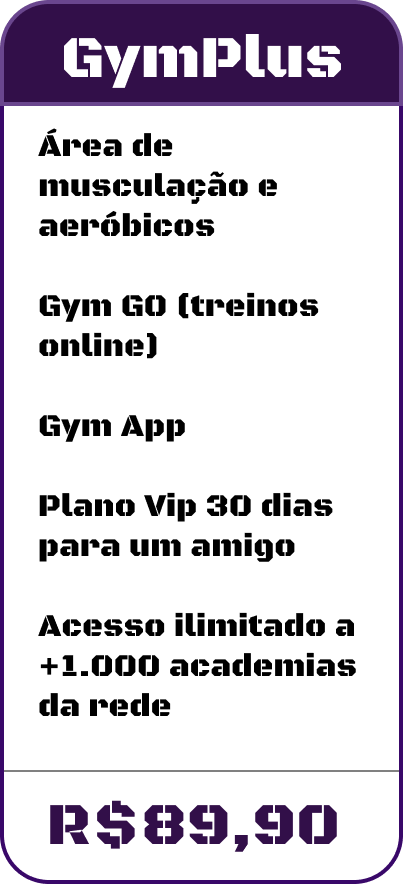 GymPlus
Área de
musculação e
aeróbicos
Gym GO (treinos
online)
Gym App
Plano Vip 30 dias
para um amigo
Acesso ilimitado a
+1.000 academias
da rede
R$89,90